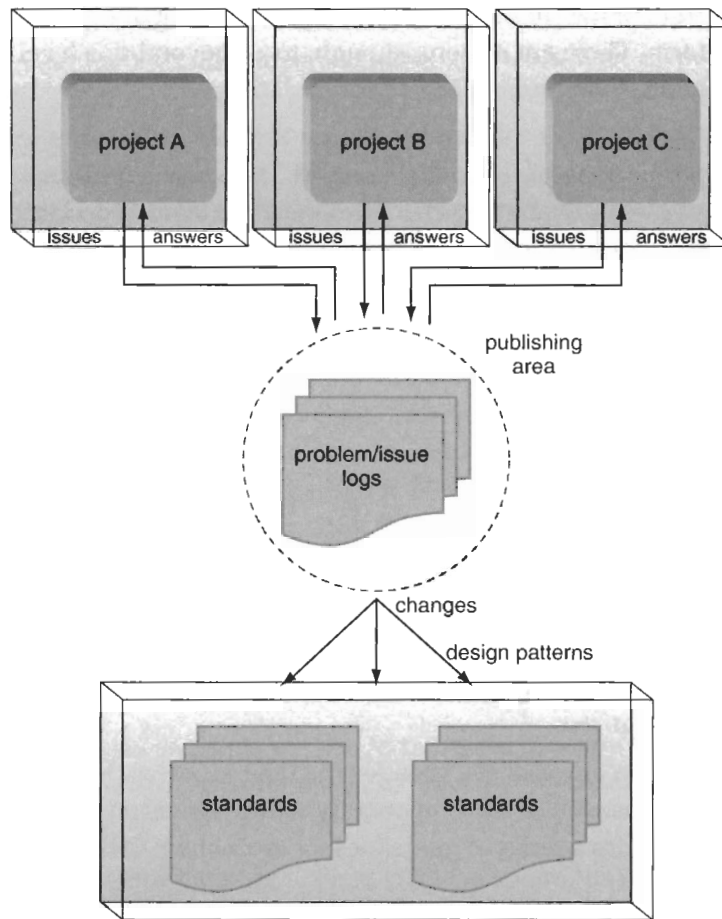 project A
project B
project C
issues answers
issues answers
issues answers
publishing
area
problem/issue
logs
changes
design patterns
standards
standards